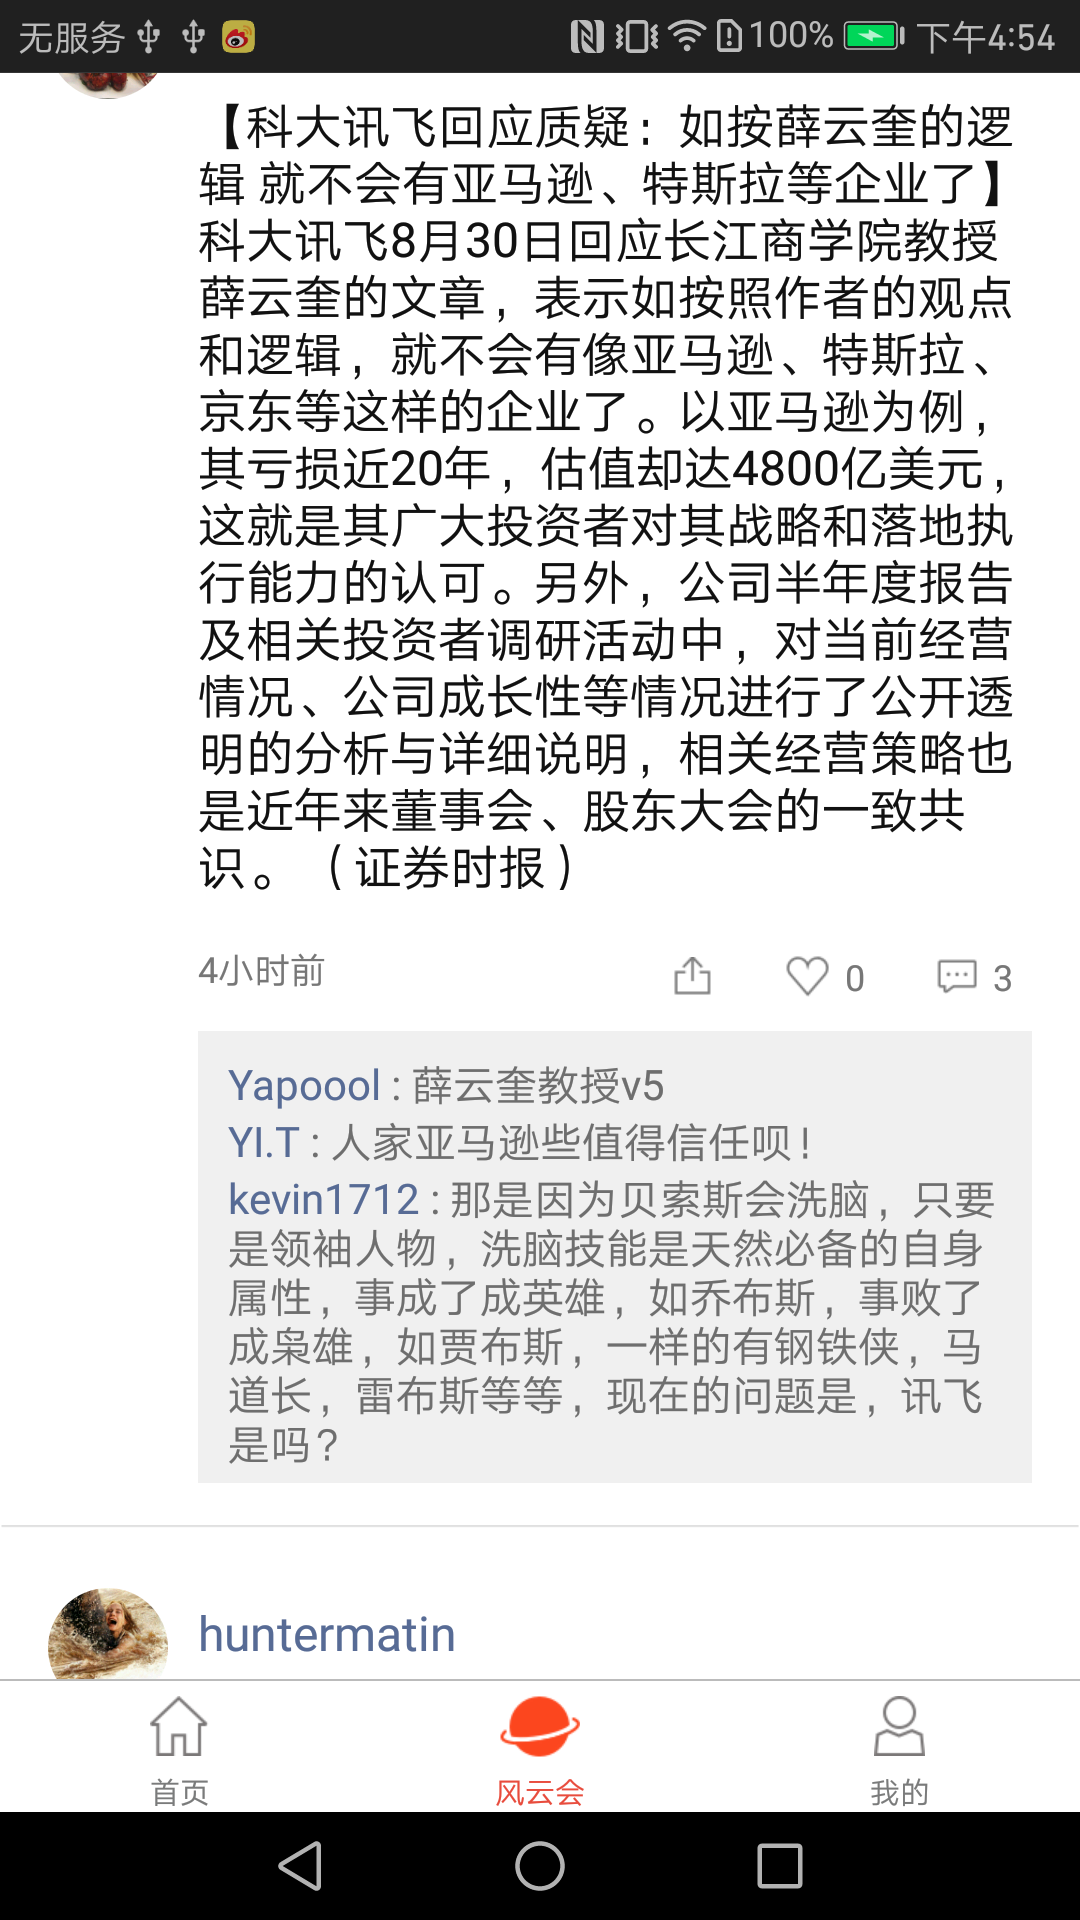 无服务 100% 下午4:54
【科大讯飞回应质疑：如按薛云奎的逻
辑 就不会有亚马逊、特斯拉等企业了】
科大讯飞8月30日回应长江商学院教授
薛云奎的文章，表示如按照作者的观点
和逻辑，就不会有像亚马逊、特斯拉、
京东等这样的企业了。以亚马逊为例，
其亏损近20年，估值却达4800亿美元，
这就是其广大投资者对其战略和落地执
行能力的认可。另外，公司半年度报告
及相关投资者调研活动中，对当前经营
情况、公司成长性等情况进行了公开透
明的分析与详细说明，相关经营策略也
是近年来董事会、股东大会的一致共
识。（证券时报）
4小时前 0 3
Yapoool : 薛云奎教授v5
YI.T : 人家亚马逊些值得信任呗！
kevin1712 : 那是因为贝索斯会洗脑，只要
是领袖人物，洗脑技能是天然必备的自身
属性，事成了成英雄，如乔布斯，事败了
成枭雄，如贾布斯，一样的有钢铁侠，马
道长，雷布斯等等，现在的问题是，讯飞
是吗？
huntermatin
首页 风云会 我的